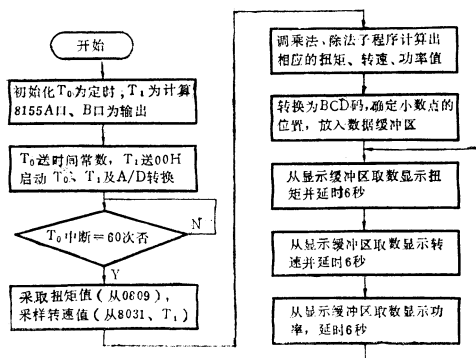 开始
初始化T₀为定时,T₁为计算
8155A口、B口为输出
T₀送时间常数,T₁送00H
启动T₀、T₁及A/D转换
T₀中断=60次否
N
Y
采取扭矩值(从0809),
采样转速值(从8031、T₁)
调乘法、除法子程序计算出
相应的扭矩、转速、功率值
转换为BCD码,确定小数点的
位置,放入数据缓冲区
从显示缓冲区取数显示扭
矩并延时6秒
从显示缓冲区取数显示转
速并延时6秒
从显示缓冲区取数显示功
率,延时6秒